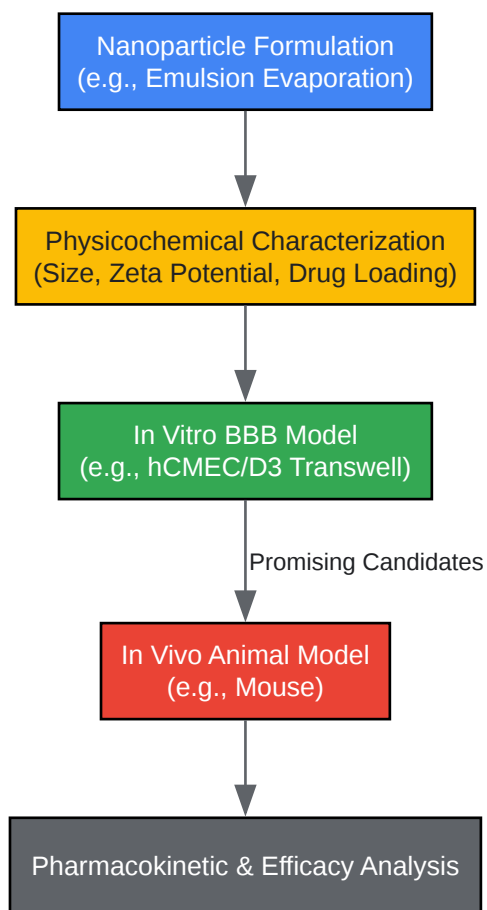 Nanoparticle Formulation
(e.g., Emulsion Evaporation)
Physicochemical Characterization
(Size, Zeta Potential, Drug Loading)
In Vitro BBB Model
(e.g., hCMEC/D3 Transwell)
Promising Candidates
In Vivo Animal Model
(e.g., Mouse)
Pharmacokinetic & Efficacy Analysis